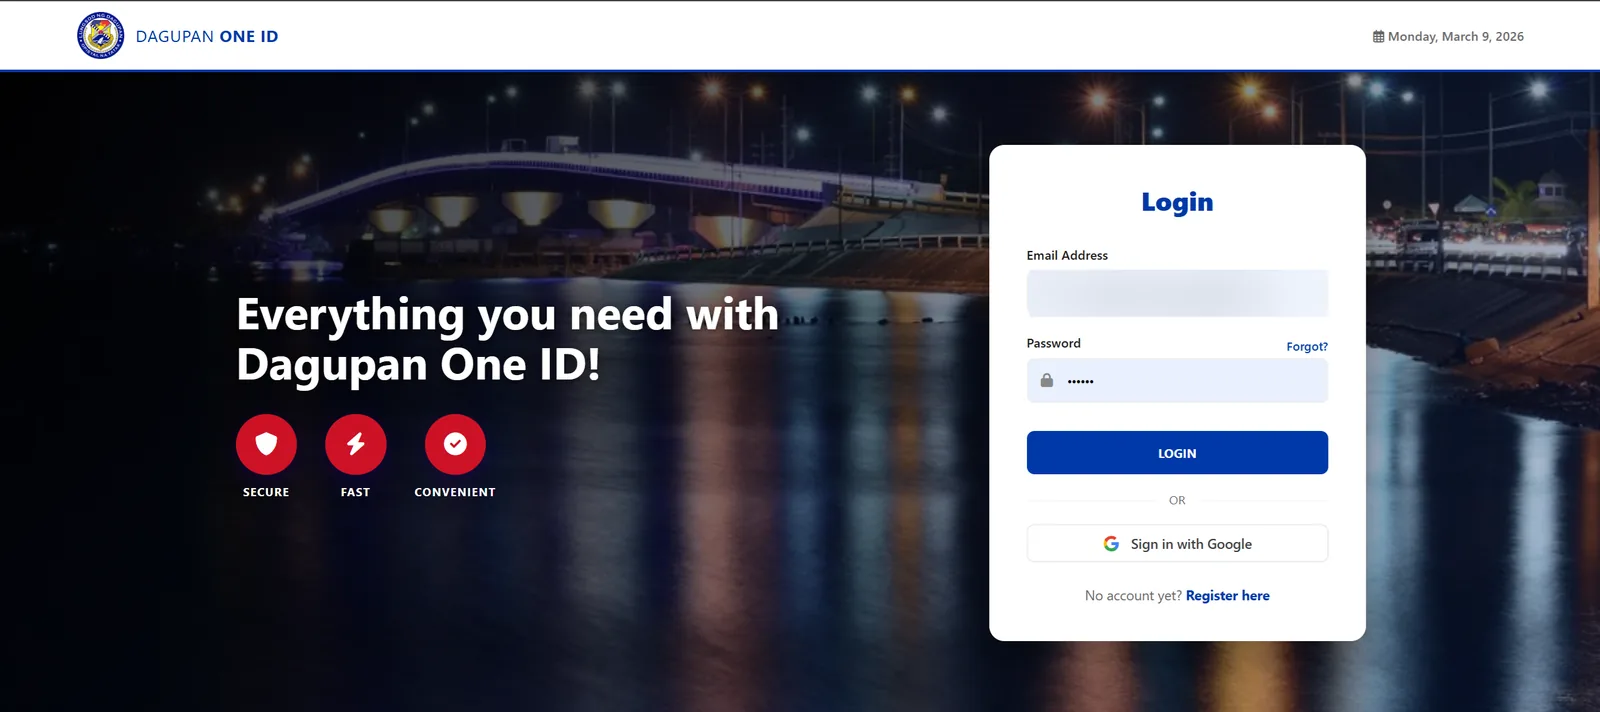 DAGUPAN ONE ID
Monday, March 9, 2026
Everything you need with
Dagupan One ID!
SECURE
FAST
CONVENIENT
Login
Email Address
Password
Forgot?
••••••
LOGIN
OR
Sign in with Google
No account yet? Register here